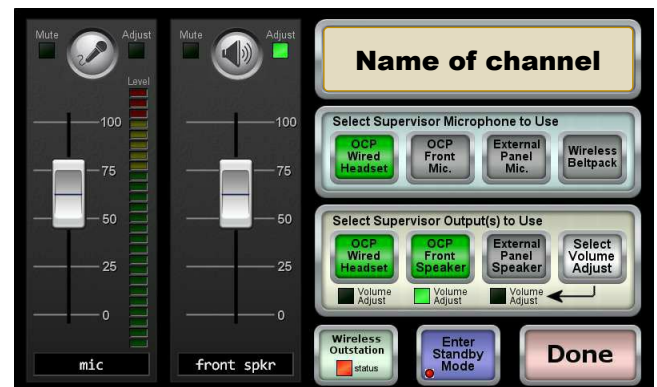 Mute
Adjust
Level
100
75
50
25
0
mic
Mute
Adjust
100
75
50
25
0
front spkr
Name of channel
Select Supervisor Microphone to Use
OCP
Wired
Headset
OCP
Front
Mic.
External
Panel
Mic.
Wireless
Beltpack
Select Supervisor Output(s) to Use
OCP
Wired
Headset
OCP
Front
Speaker
External
Panel
Speaker
Select
Volume
Adjust
Volume
Adjust
Volume
Adjust
Volume
Adjust
Wireless
Outstation
status
Enter
Standby
Mode
Done